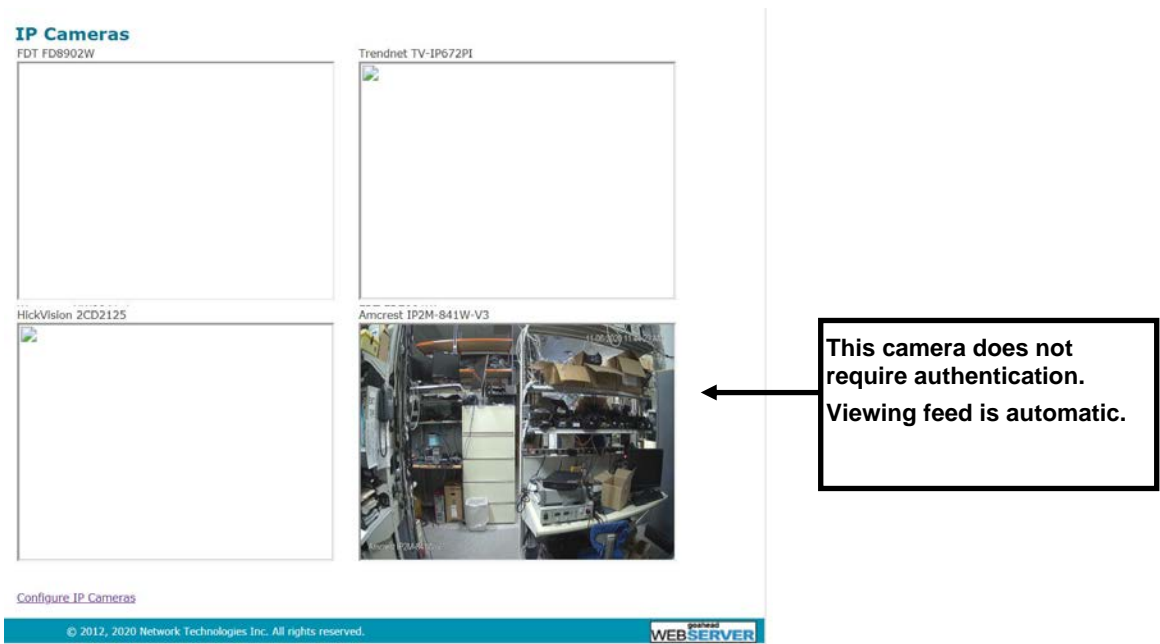 IP Cameras
FDT FD8902W
Trendnet TV-IP672PI
HickVision 2CD2125
Amcrest IP2M-841W-V3
This camera does not
require authentication.
Viewing feed is automatic.
Configure IP Cameras
© 2012, 2020 Network Technologies Inc. All rights reserved.
goahead
WEBSERVER